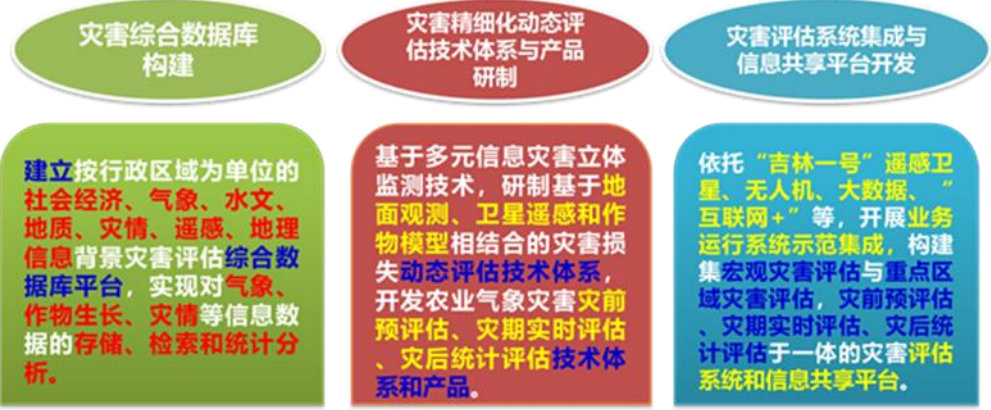 灾害综合数据库
构建
灾害精细化动态评
估技术体系与产品
研制
灾害评估系统集成与
信息共享平台开发
建立按行政区域为单位的
社会经济、气象、水文、
地质、灾情、遥感、地理
信息背景灾害评估综合数
据库平台，实现对气象、
作物生长、灾情等信息数
据的存储、检索和统计分
析。
基于多元信息灾害立体
监测技术，研制基于地
面观测、卫星遥感和作
物模型相结合的灾害损
失动态评估技术体系，
开发农业气象灾害灾前
预评估、灾期实时评估
、灾后统计评估技术体
系和产品。
依托“吉林一号”遥感卫
星、无人机、大数据、“
互联网+”等，开展业务
运行系统示范集成，构建
集宏观灾害评估与重点区
域灾害评估，灾前预评估
、灾期实时评估、灾后统
计评估于一体的灾害评估
系统和信息共享平台。